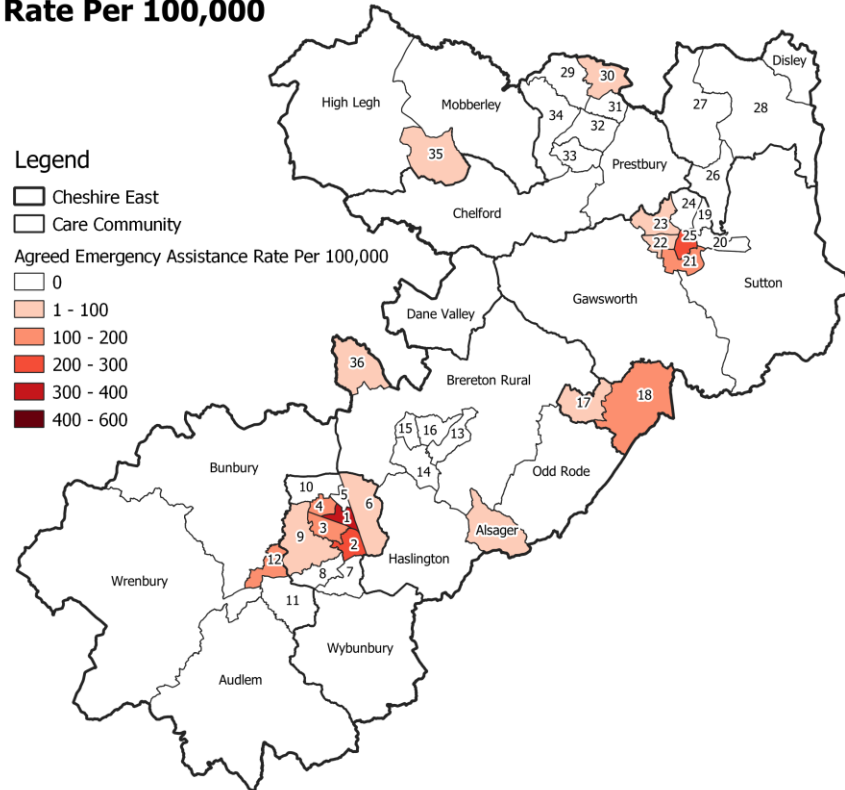 Rate Per 100,000
Disley
29
30
High Legh
Mobberley
27
28
31
34
32
35
33
Prestbury
26
Legend
Cheshire East
Care Community
Chelford
24
19
23
25
20
22
21
Agreed Emergency Assistance Rate Per 100,000
0
1 - 100
100 - 200
200 - 300
300 - 400
400 - 600
Sutton
Gawsworth
Dane Valley
36
Brereton Rural
17
18
15
16
13
Bunbury
14
Odd Rode
10
5
6
4
1
3
Alsager
9
2
12
Haslington
8
7
Wrenbury
11
Wybunbury
Audlem